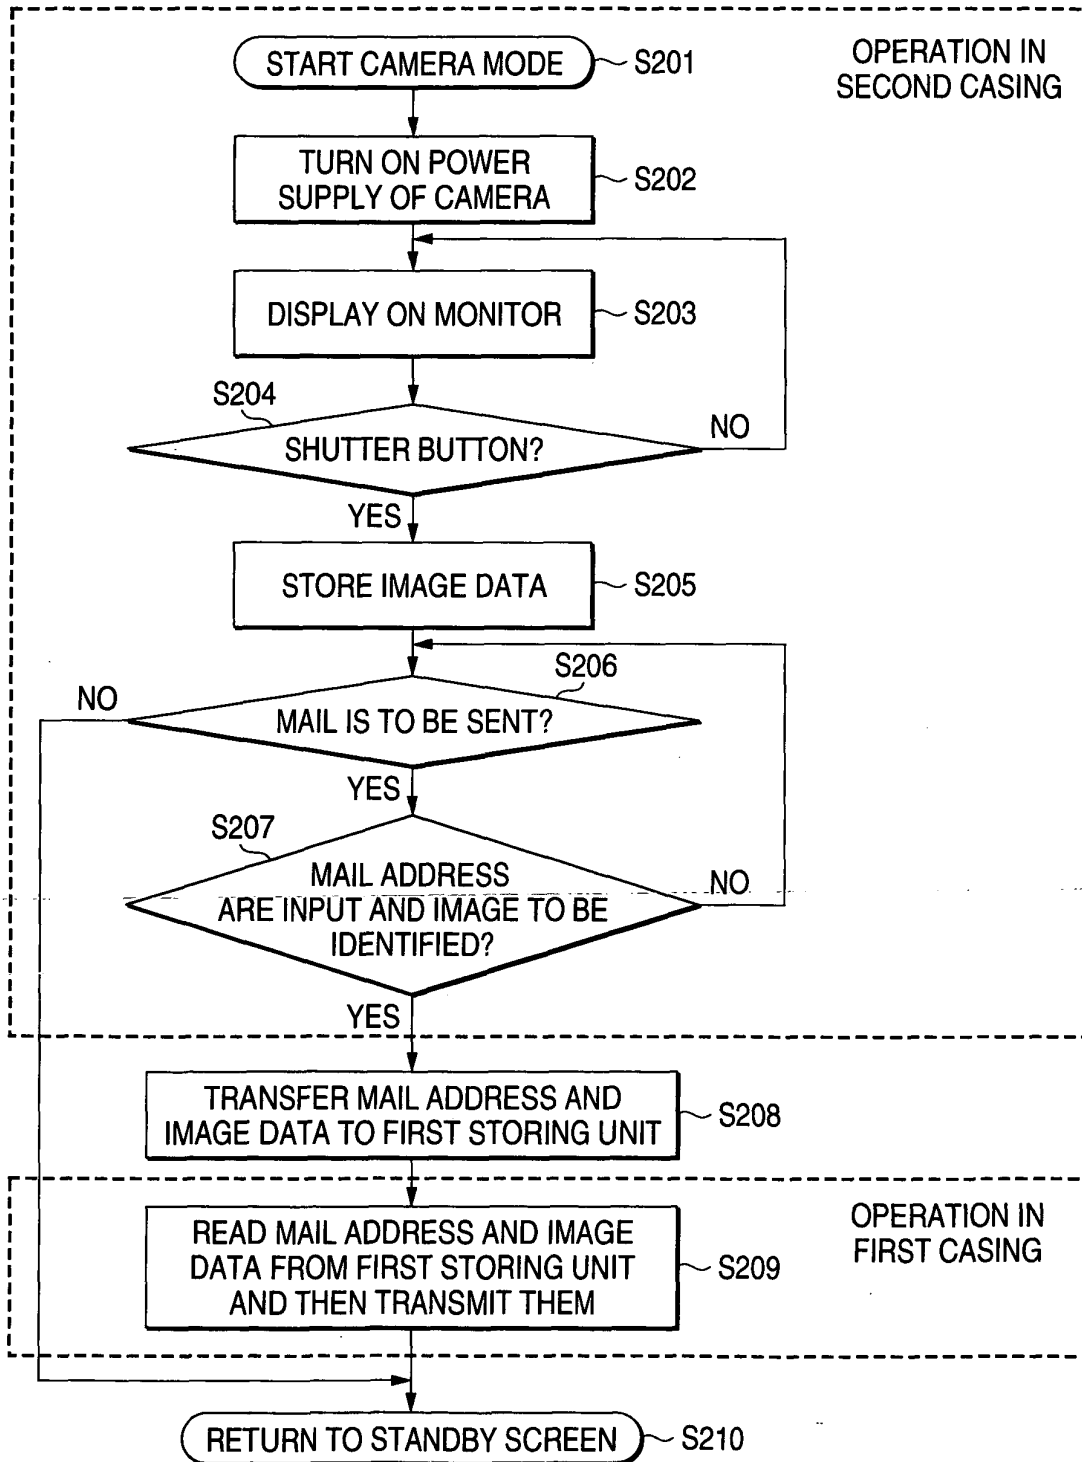 START CAMERA MODE
S201
OPERATION IN
SECOND CASING
TURN ON POWER
SUPPLY OF CAMERA
S202
DISPLAY ON MONITOR
S203
S204
SHUTTER BUTTON?
NO
YES
STORE IMAGE DATA
S205
S206
NO
MAIL IS TO BE SENT?
YES
S207
MAIL ADDRESS
ARE INPUT AND IMAGE TO BE
IDENTIFIED?
NO
YES
TRANSFER MAIL ADDRESS AND
IMAGE DATA TO FIRST STORING UNIT
S208
OPERATION IN
FIRST CASING
READ MAIL ADDRESS AND IMAGE
DATA FROM FIRST STORING UNIT
AND THEN TRANSMIT THEM
S209
RETURN TO STANDBY SCREEN
S210